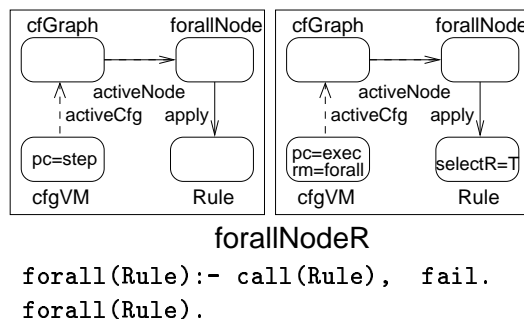 cfGraph forallNode cfGraph forallNode
activeNode activeNode
activeCfg apply activeCfg apply
pc=step pc=exec
rm=forall selectR=T
cfgVM Rule cfgVM Rule
forallNodeR
forall(Rule):- call(Rule), fail.
forall(Rule).